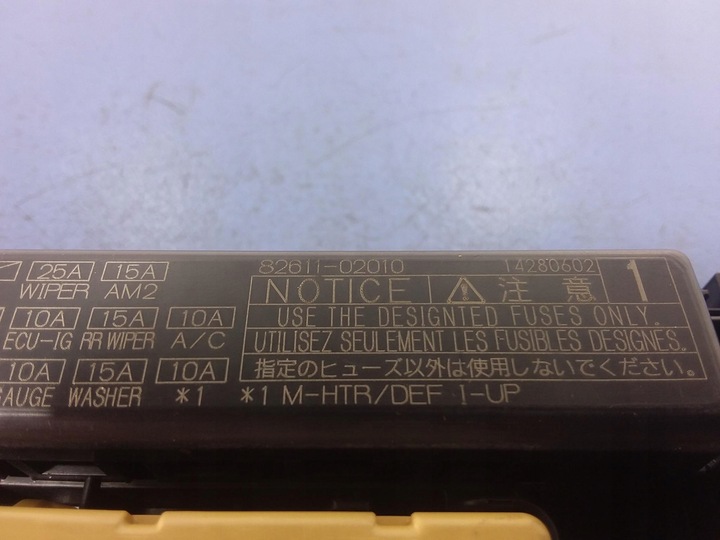 25A 15A 82611-02010 14280602
WIPER AM2 NOTICE 注意 1
10A 15A 10A USE THE DESIGNTED FUSES ONLY.
ECU-IG RR WIPER A/C UTILISEZ SEULEMENT LES FUSIBLES DESIGNES.
10A 15A 10A 指定のヒューズ以外は使用しないでください.
AUGE WASHER *1 *1 M-HTR/DEF I-UP